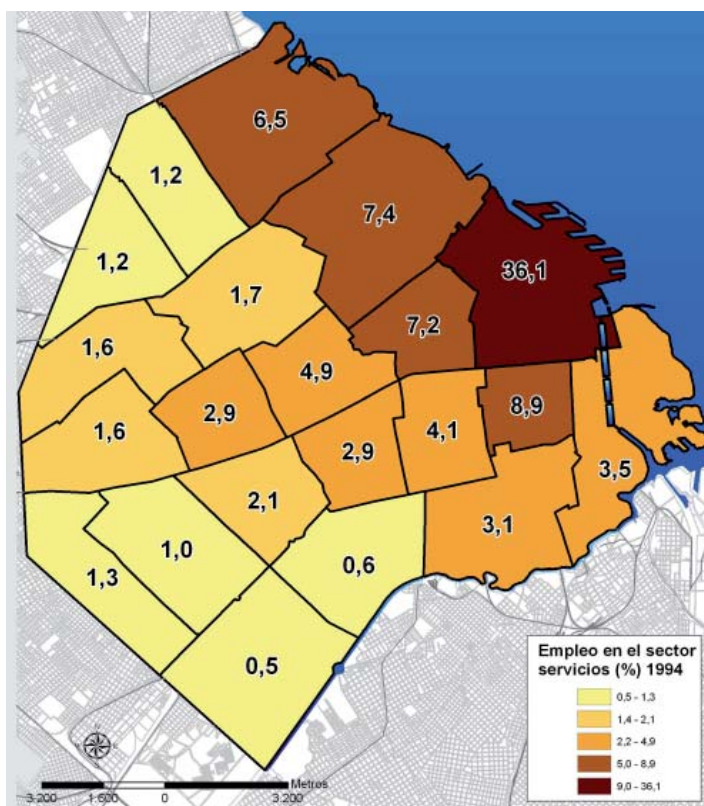 6,5
1,2
7,4
1,2
36,1
1,7
7,2
1,6
4,9
8,9
2,9
4,1
1,6
2,9
3,5
2,1
3,1
1,0
0,6
1,3
0,5
Empleo en el sector
servicios (%) 1994
0,5 - 1,3
1,4 - 2,1
2,2 - 4,9
5,0 - 8,9
9,0 - 36,1
Metros
3.200 1.600 0 3.200